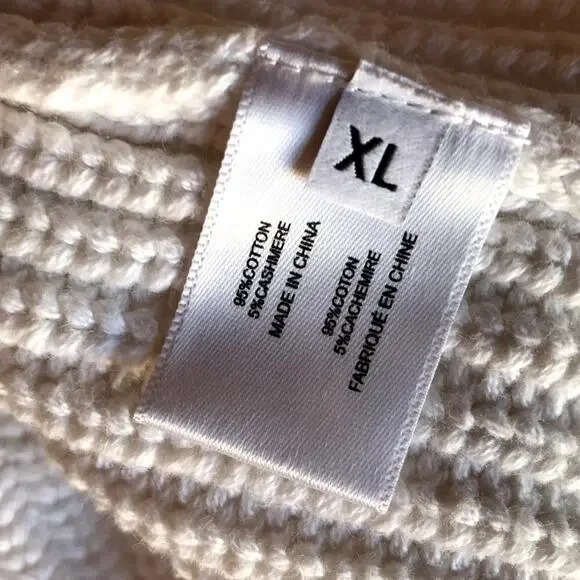 XL
95%COTTON
5%CASHMERE
MADE IN CHINA
95%COTON
5%CACHEMIRE
FABRIQUÉ EN CHINE